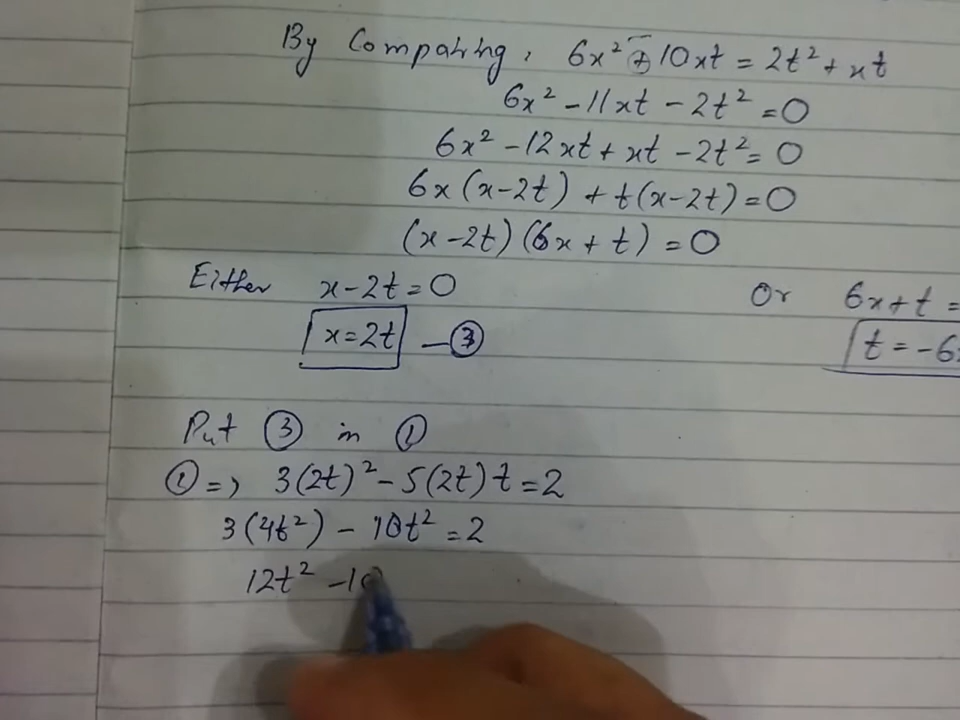 By Comparing, 6x² - 10xt = 2t² + xt
6x² - 11xt - 2t² = 0
6x² - 12xt + xt - 2t² = 0
6x(x-2t) + t(x-2t) = 0
(x-2t)(6x+t) = 0
Either x-2t=0 Or 6x+t =
x=2t — ③ t = -6
Put ③ in ①
① => 3(2t)² - 5(2t)t = 2
3(4t²) - 10t² = 2
12t² - 10